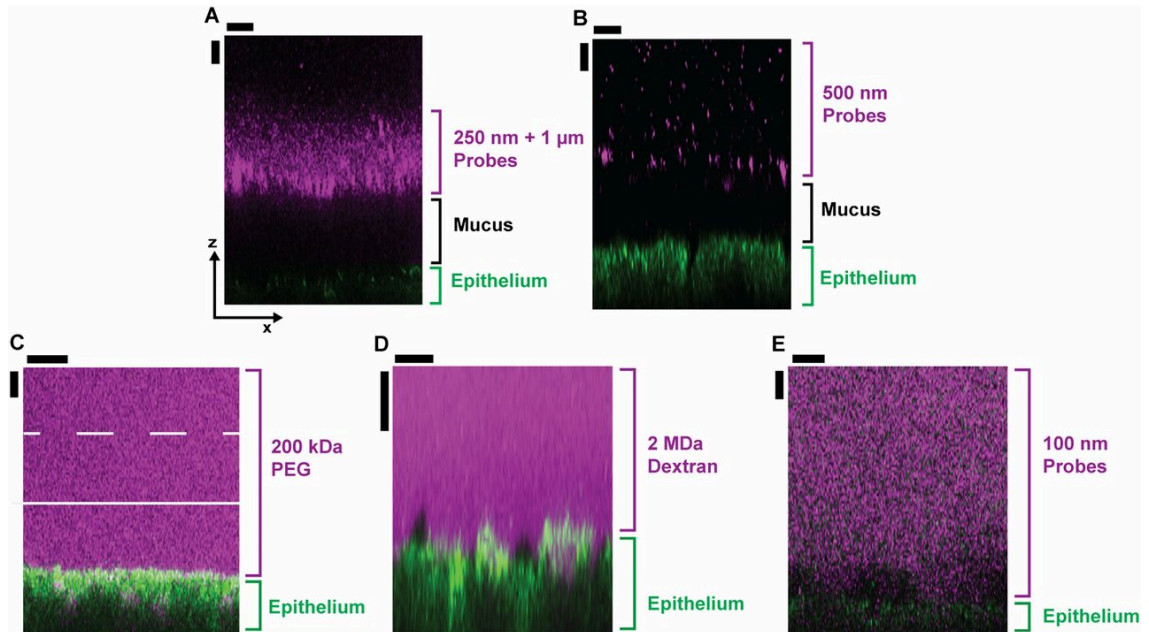 A
B
250 nm + 1 µm
Probes
Mucus
Epithelium
z
x
500 nm
Probes
Mucus
Epithelium
C
D
E
200 kDa
PEG
Epithelium
2 MDa
Dextran
Epithelium
100 nm
Probes
Epithelium